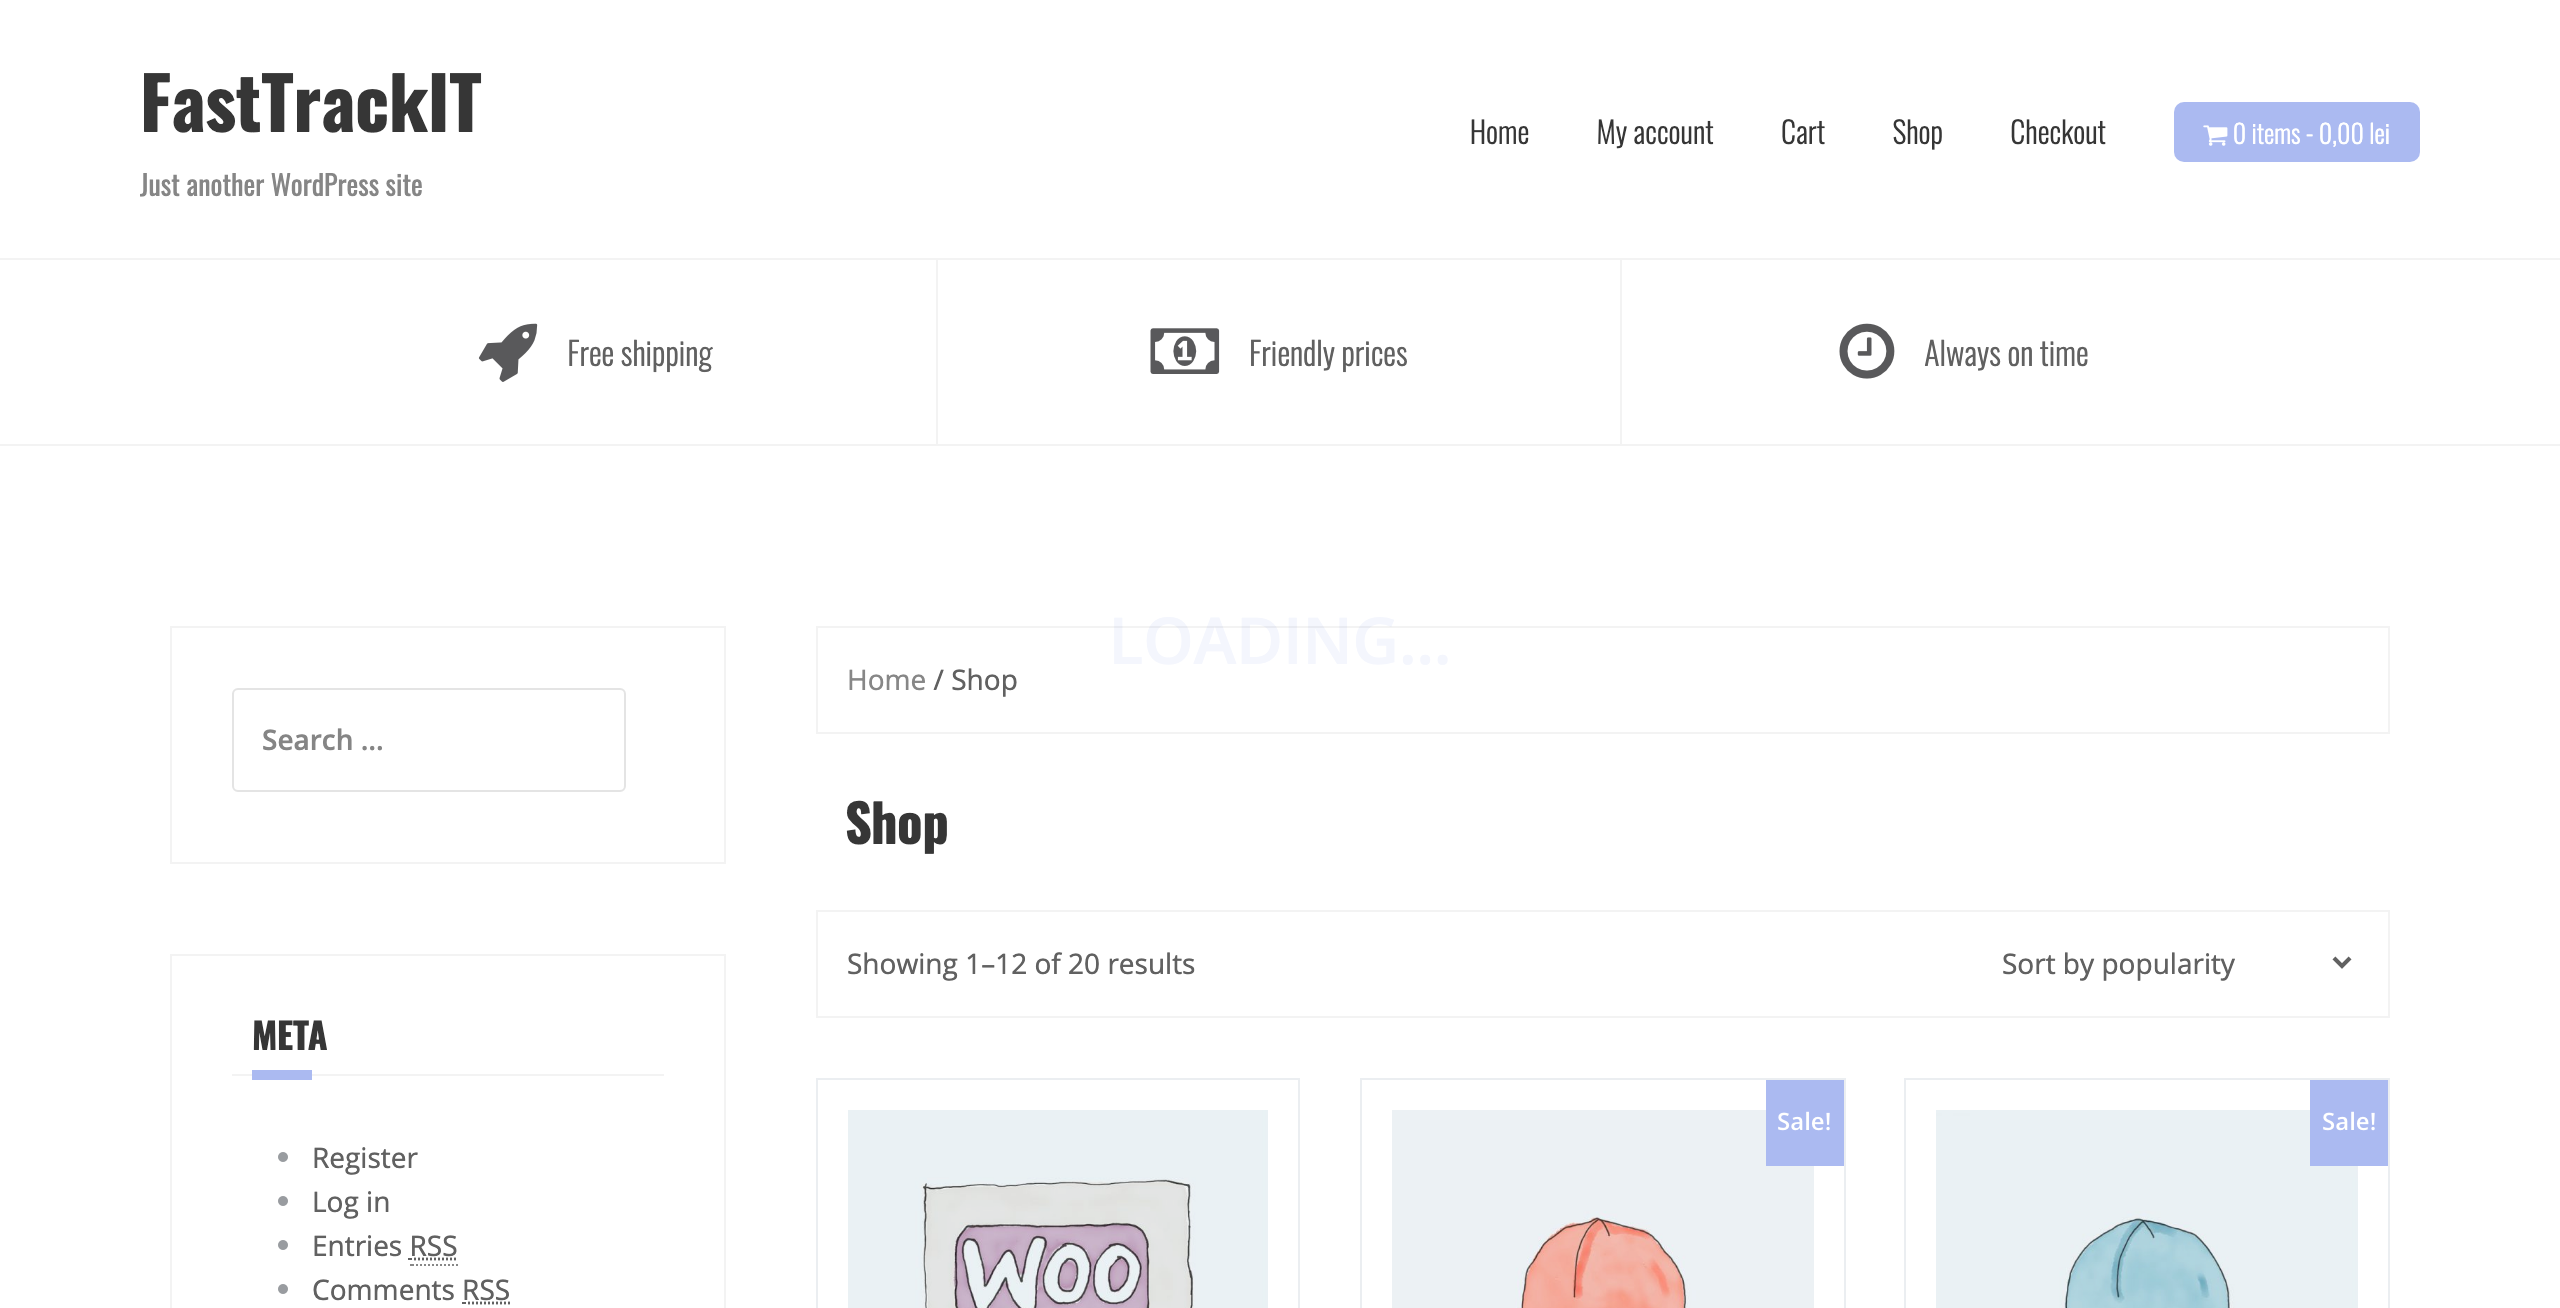 FastTrackIT
Just another WordPress site
Home My account Cart Shop Checkout 0 items - 0,00 lei
Free shipping Friendly prices Always on time
LOADING...
Search ...
Home / Shop
Shop
Showing 1–12 of 20 results Sort by popularity
META
Register
Log in
Entries RSS
Comments RSS
WOO
Sale!
Sale!